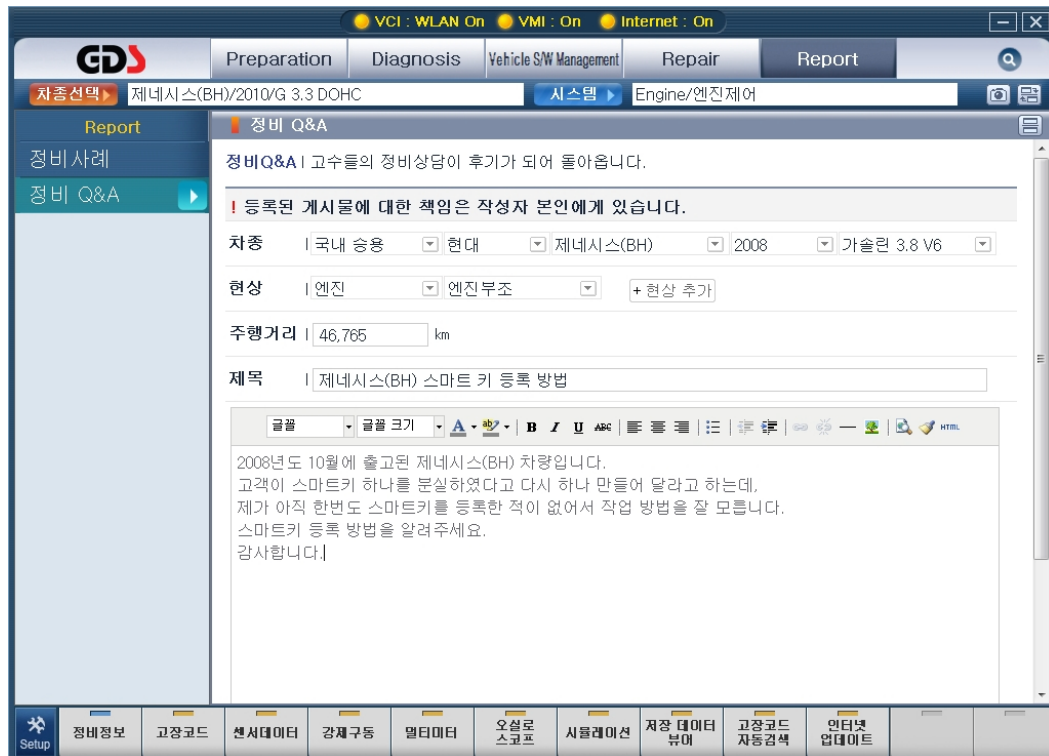 VCI : WLAN On VMI : On Internet : On
GDS Preparation Diagnosis Vehicle S/W Management Repair Report
차종선택 제네시스(BH)/2010/G 3.3 DOHC 시스템 Engine/엔진제어
Report
정비사례
정비 Q&A
정비 Q&A
정비Q&A | 고수들의 정비상담이 후기가 되어 돌아옵니다.
! 등록된 게시물에 대한 책임은 작성자 본인에게 있습니다.
차종 | 국내 승용 현대 제네시스(BH) 2008 가솔린 3.8 V6
현상 | 엔진 엔진부조 + 현상 추가
주행거리 | 46,765 km
제목 | 제네시스(BH) 스마트 키 등록 방법
글꼴 글꼴 크기 A ab B I U ABC HTML
2008년도 10월에 출고된 제네시스(BH) 차량입니다.
고객이 스마트키 하나를 분실하였다고 다시 하나 만들어 달라고 하는데,
제가 아직 한번도 스마트키를 등록한 적이 없어서 작업 방법을 잘 모릅니다.
스마트키 등록 방법을 알려주세요.
감사합니다.
Setup 정비정보 고장코드 센서데이터 강제구동 멀티미터 오실로 스코프 시뮬레이션 저장 데이터 뷰어 고장코드 자동검색 인터넷 업데이트